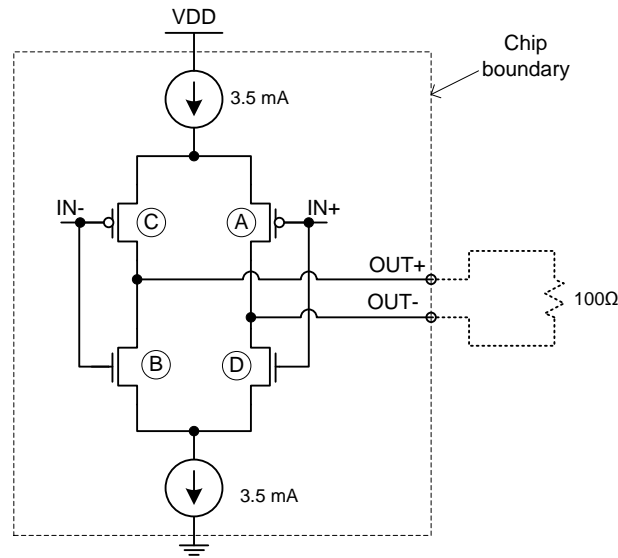 VDD
Chip
boundary
3.5 mA
IN-
C
A
IN+
OUT+
OUT-
100Ω
B
D
3.5 mA